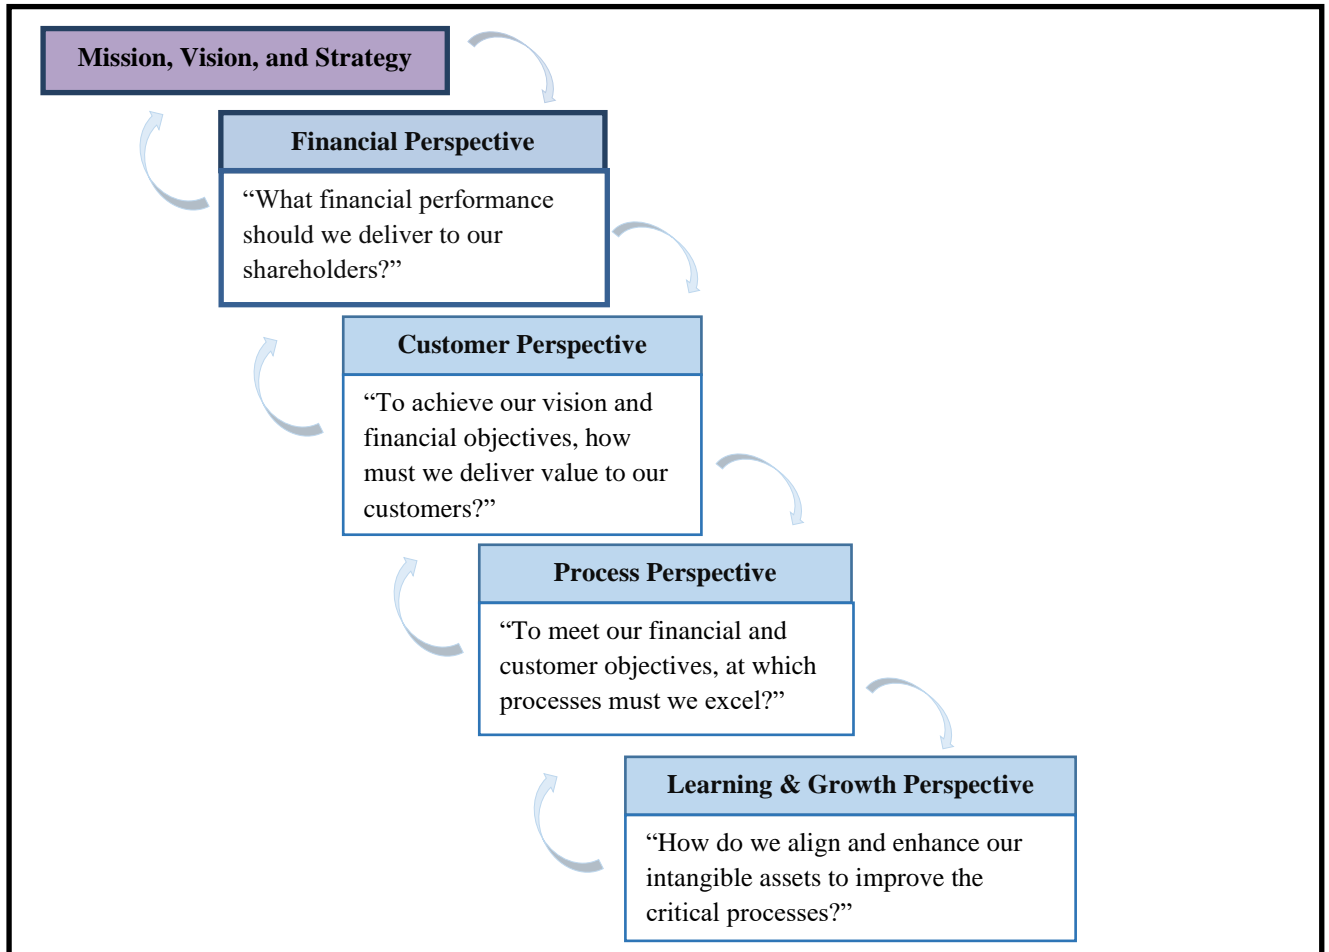 Mission, Vision, and Strategy
Financial Perspective
“What financial performance
should we deliver to our
shareholders?”
Customer Perspective
“To achieve our vision and
financial objectives, how
must we deliver value to our
customers?”
Process Perspective
“To meet our financial and
customer objectives, at which
processes must we excel?”
Learning & Growth Perspective
“How do we align and enhance our
intangible assets to improve the
critical processes?”